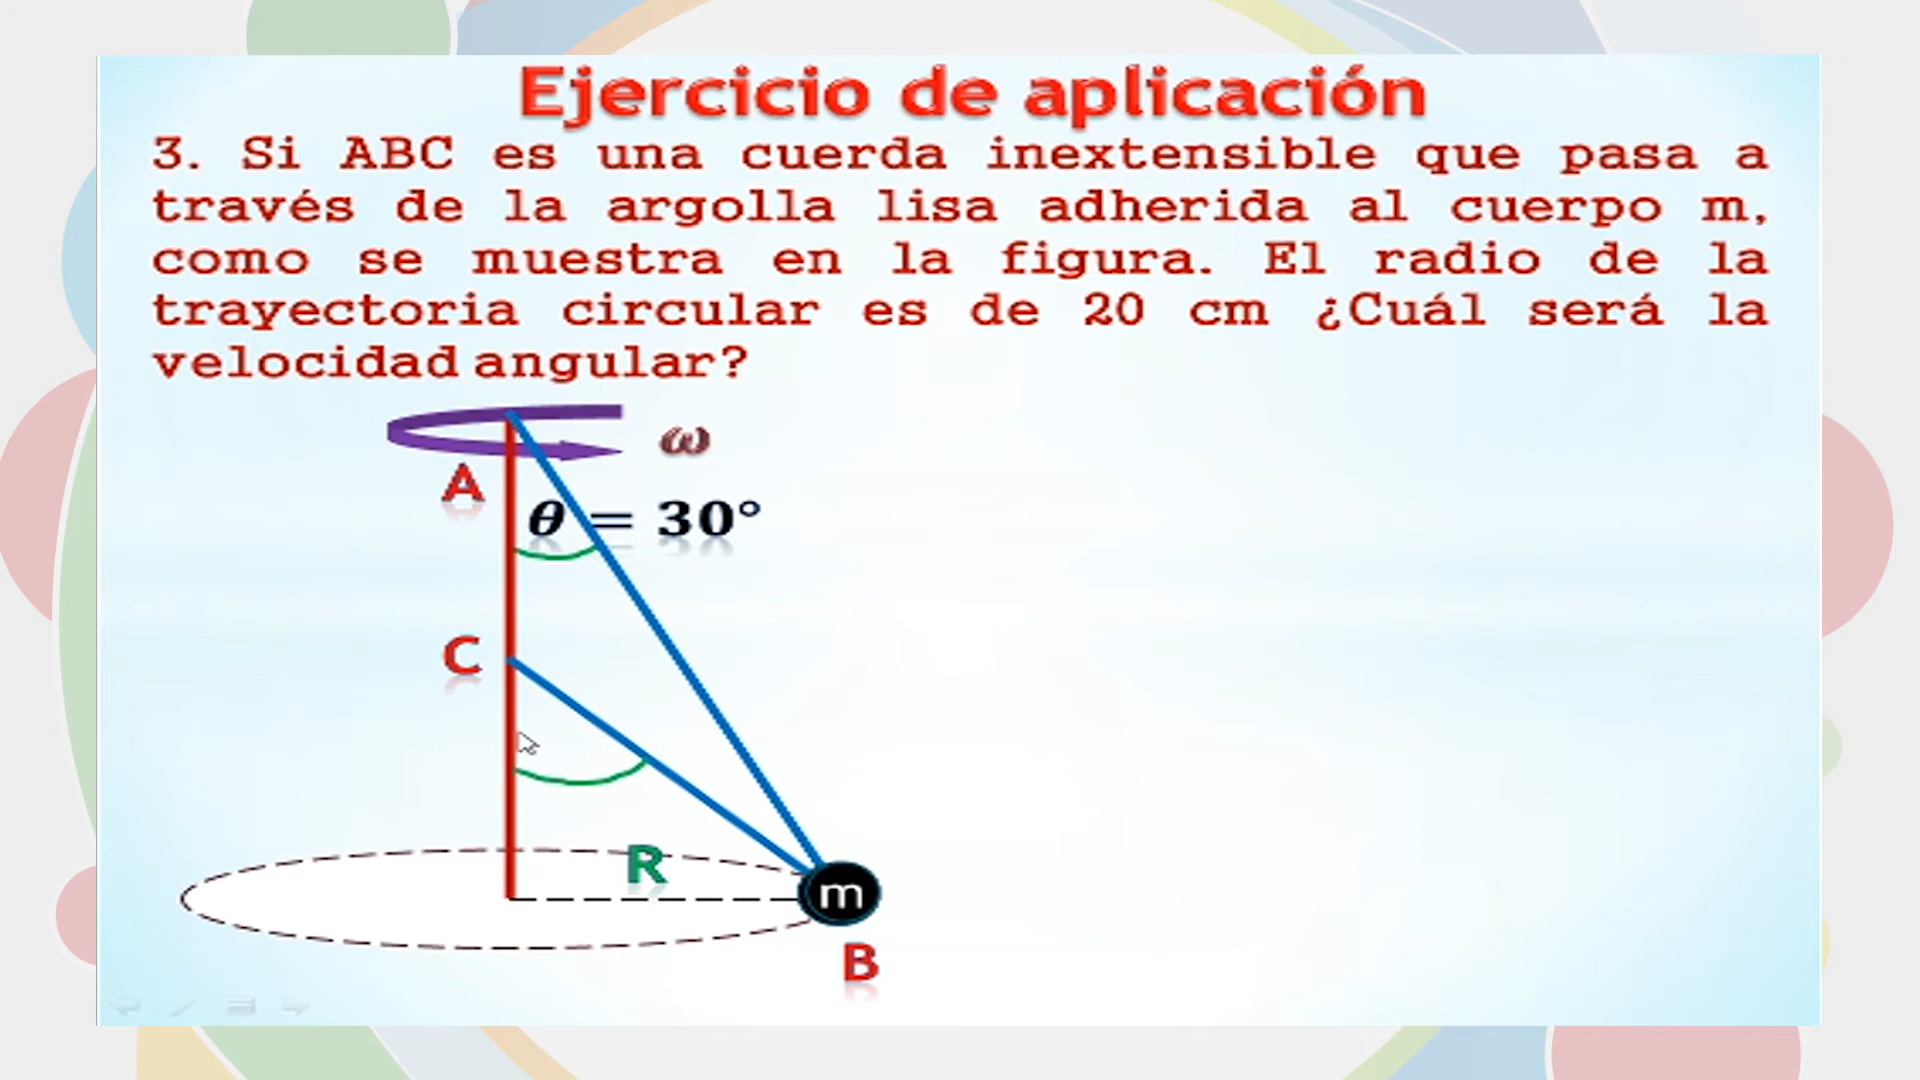 Ejercicio de aplicación
3. Si ABC es una cuerda inextensible que pasa a
través de la argolla lisa adherida al cuerpo m,
como se muestra en la figura. El radio de la
trayectoria circular es de 20 cm ¿Cuál será la
velocidad angular?
ω
A
θ = 30°
C
R
m
B